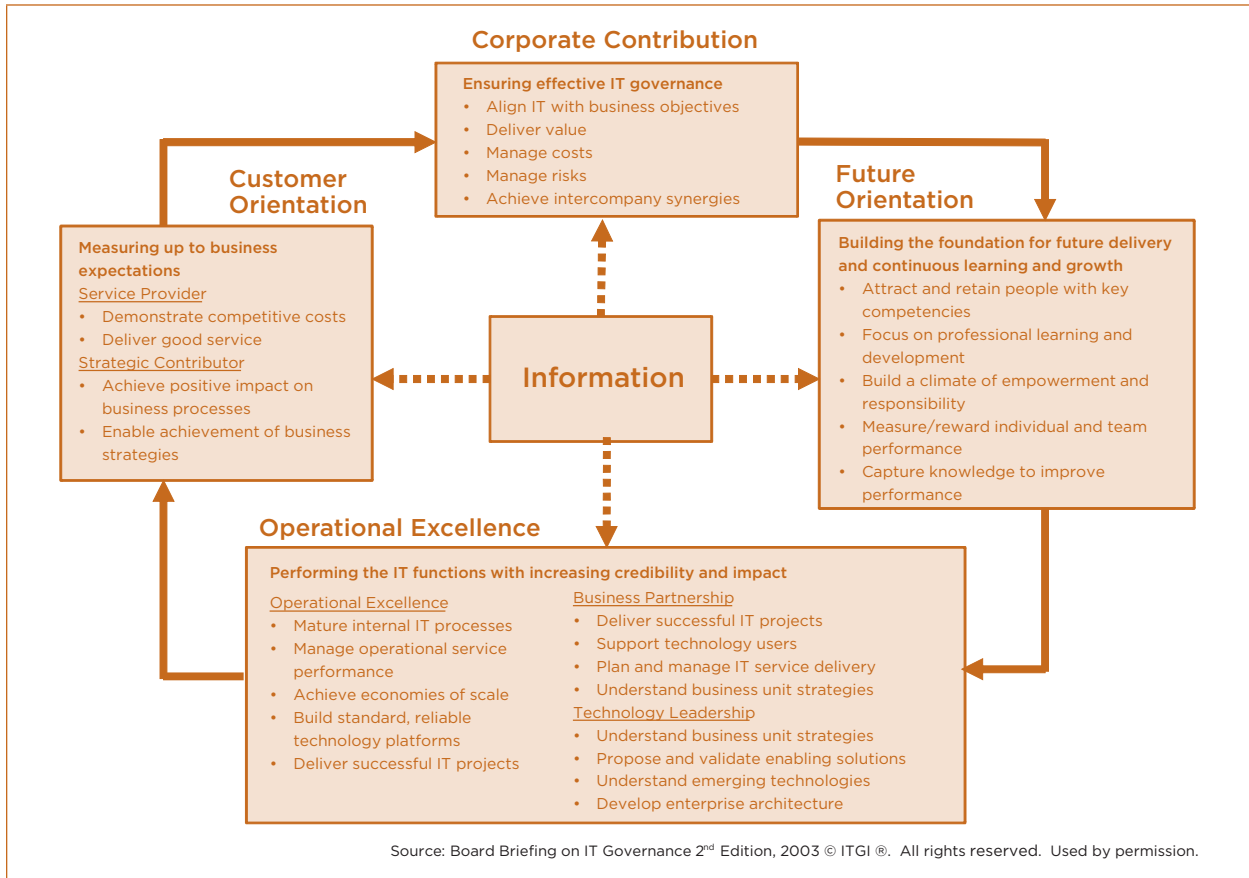 Corporate Contribution
Ensuring effective IT governance
• Align IT with business objectives
• Deliver value
• Manage costs
• Manage risks
• Achieve intercompany synergies
Customer
Orientation
Measuring up to business
expectations
Service Provider
• Demonstrate competitive costs
• Deliver good service
Strategic Contributor
• Achieve positive impact on
business processes
• Enable achievement of business
strategies
Information
Future
Orientation
Building the foundation for future delivery
and continuous learning and growth
• Attract and retain people with key
competencies
• Focus on professional learning and
development
• Build a climate of empowerment and
responsibility
• Measure/reward individual and team
performance
• Capture knowledge to improve
performance
Operational Excellence
Performing the IT functions with increasing credibility and impact
Operational Excellence
• Mature internal IT processes
• Manage operational service
performance
• Achieve economies of scale
• Build standard, reliable
technology platforms
• Deliver successful IT projects
Business Partnership
• Deliver successful IT projects
• Support technology users
• Plan and manage IT service delivery
• Understand business unit strategies
Technology Leadership
• Understand business unit strategies
• Propose and validate enabling solutions
• Understand emerging technologies
• Develop enterprise architecture
Source: Board Briefing on IT Governance 2nd Edition, 2003 © ITGI ®. All rights reserved. Used by permission.